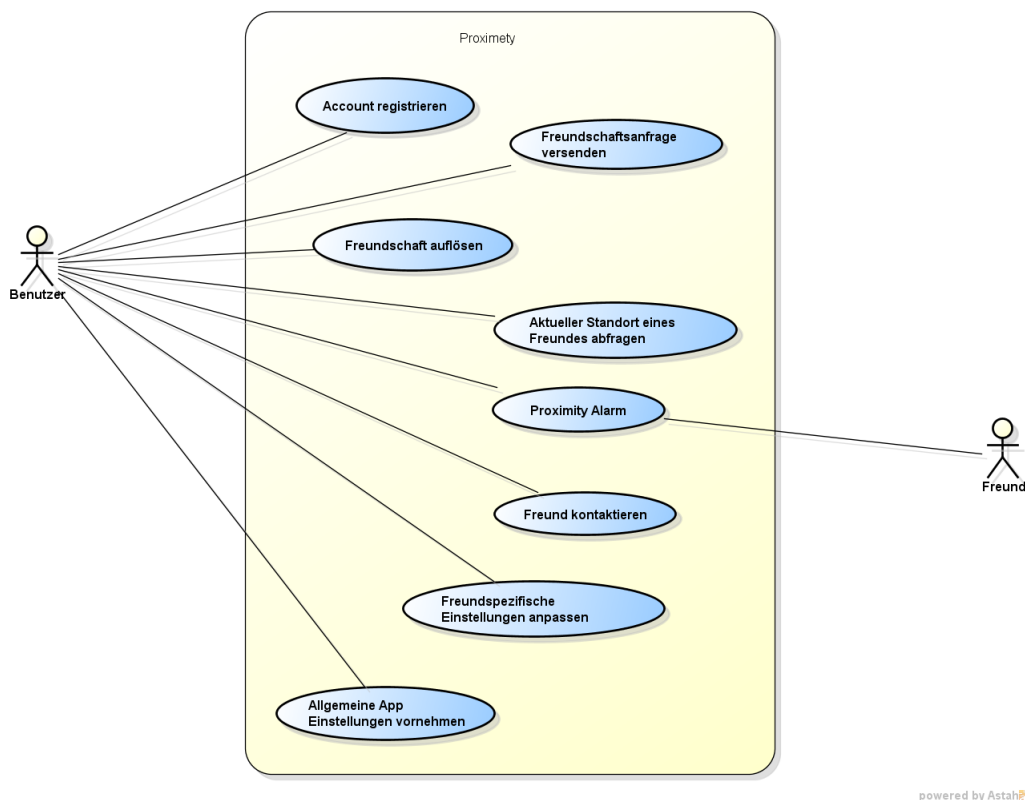 Proximety
Account registrieren
Freundschaftsanfrage
versenden
Freundschaft auflösen
Benutzer
Aktueller Standort eines
Freundes abfragen
Proximity Alarm
Freund
Freund kontaktieren
Freundspezifische
Einstellungen anpassen
Allgemeine App
Einstellungen vornehmen
powered by Astah